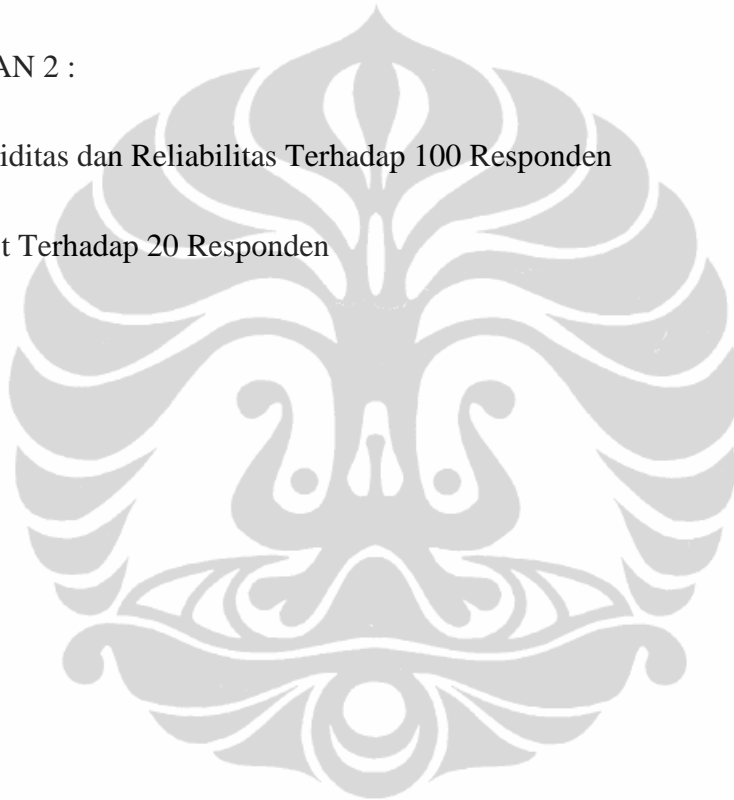 AN 2 :
iditas dan Reliabilitas Terhadap 100 Responden
t Terhadap 20 Responden